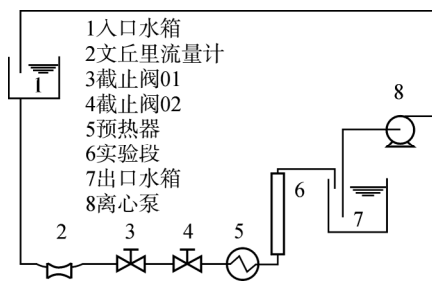 1入口水箱
2文丘里流量计
3截止阀01
4截止阀02
5预热器
6实验段
7出口水箱
8离心泵
1
2
3
4
5
6
7
8